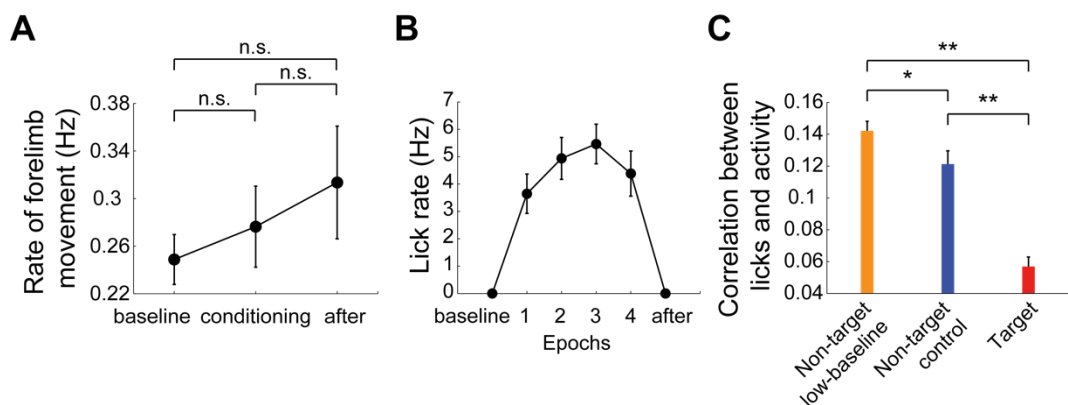 A
n.s.
n.s.
n.s.
Rate of forelimb
movement (Hz)
0.38
0.34
0.3
0.26
0.22
baseline conditioning after
B
Lick rate (Hz)
7
6
5
4
3
2
1
0
baseline 1 2 3 4 after
Epochs
C
**
*
**
Correlation between
licks and activity
0.16
0.14
0.12
0.10
0.08
0.06
0.04
Non-target
low-baseline
Non-target
control
Target